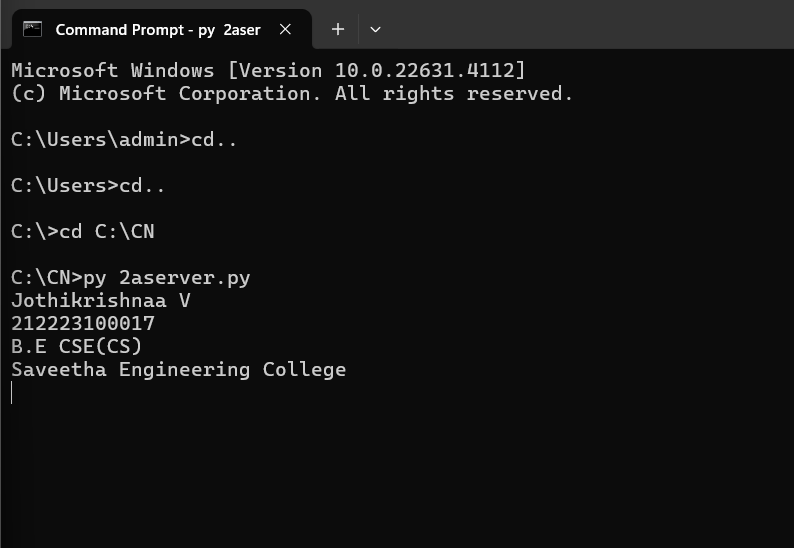 Command Prompt - py 2aser
Microsoft Windows [Version 10.0.22631.4112]
(c) Microsoft Corporation. All rights reserved.
C:\Users\admin>cd..
C:\Users>cd..
C:\>cd C:\CN
C:\CN>py 2aserver.py
Jothikrishnaa V
212223100017
B.E CSE(CS)
Saveetha Engineering College